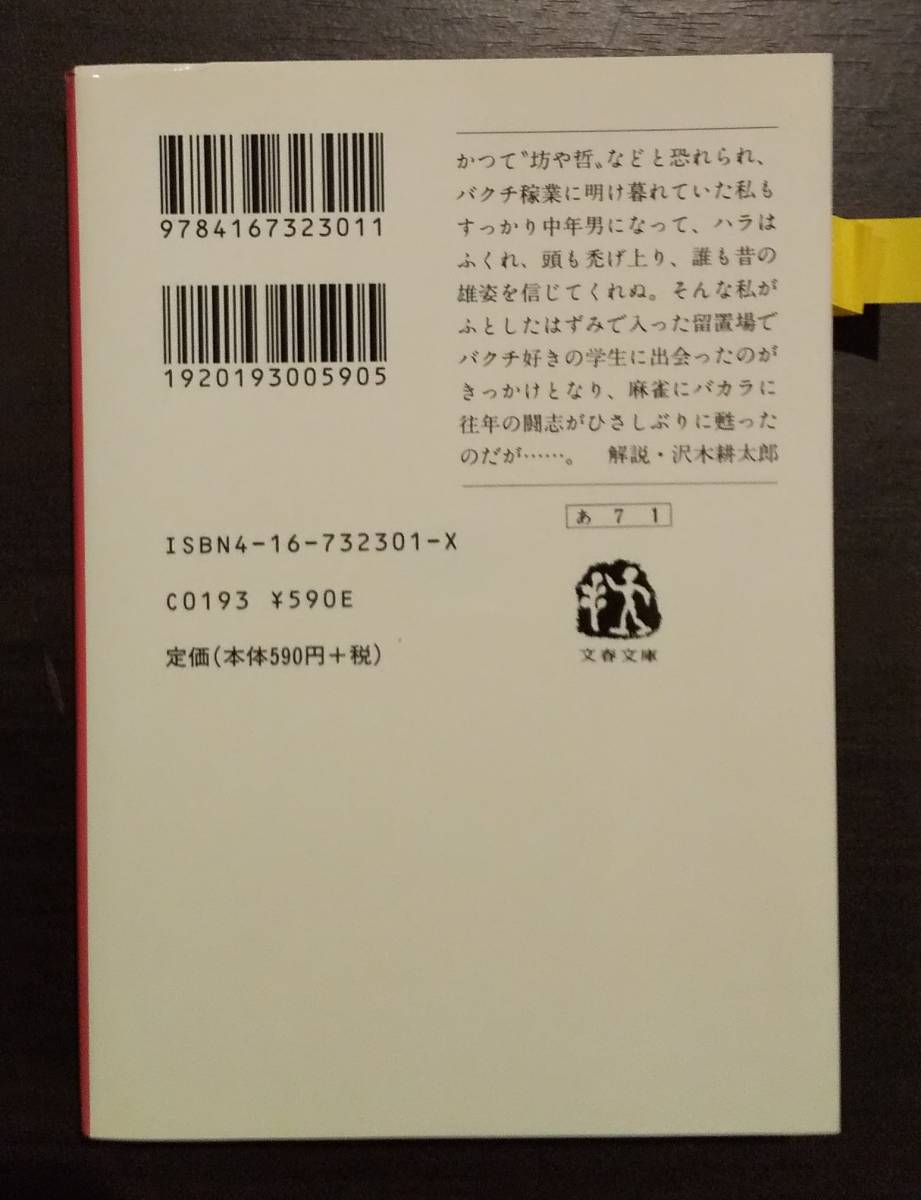 9784167323011
1920193005905
かつて〝坊や哲〟などと恐れられ、
バクチ稼業に明け暮れていた私も
すっかり中年男になって、ハラは
ふくれ、頭も禿げ上り、誰も昔の
雄姿を信じてくれぬ。そんな私が
ふとしたはずみで入った留置場で
バクチ好きの学生に出会ったのが
きっかけとなり、麻雀にバカラに
往年の闘志がひさしぶりに甦った
のだが……。　解説・沢木耕太郎
あ 7 1
ISBN4-16-732301-X
C0193 ¥590E
定価(本体590円+税)
文春文庫